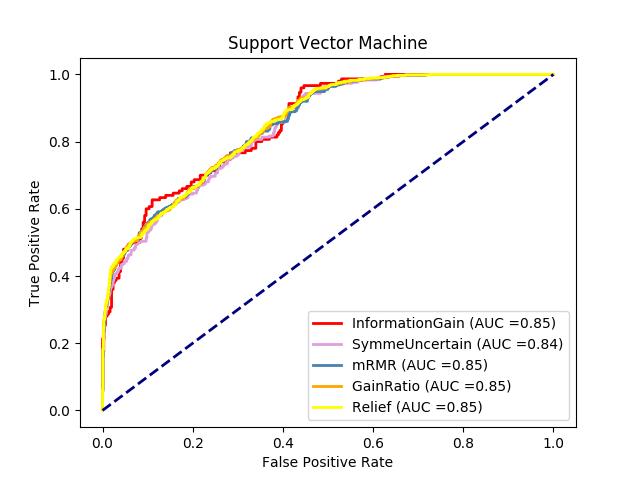 Support Vector Machine
1.0
0.8
0.6
0.4
0.2
0.0
True Positive Rate
InformationGain (AUC =0.85)
SymmeUncertain (AUC =0.84)
mRMR (AUC =0.85)
GainRatio (AUC =0.85)
Relief (AUC =0.85)
0.0 0.2 0.4 0.6 0.8 1.0
False Positive Rate